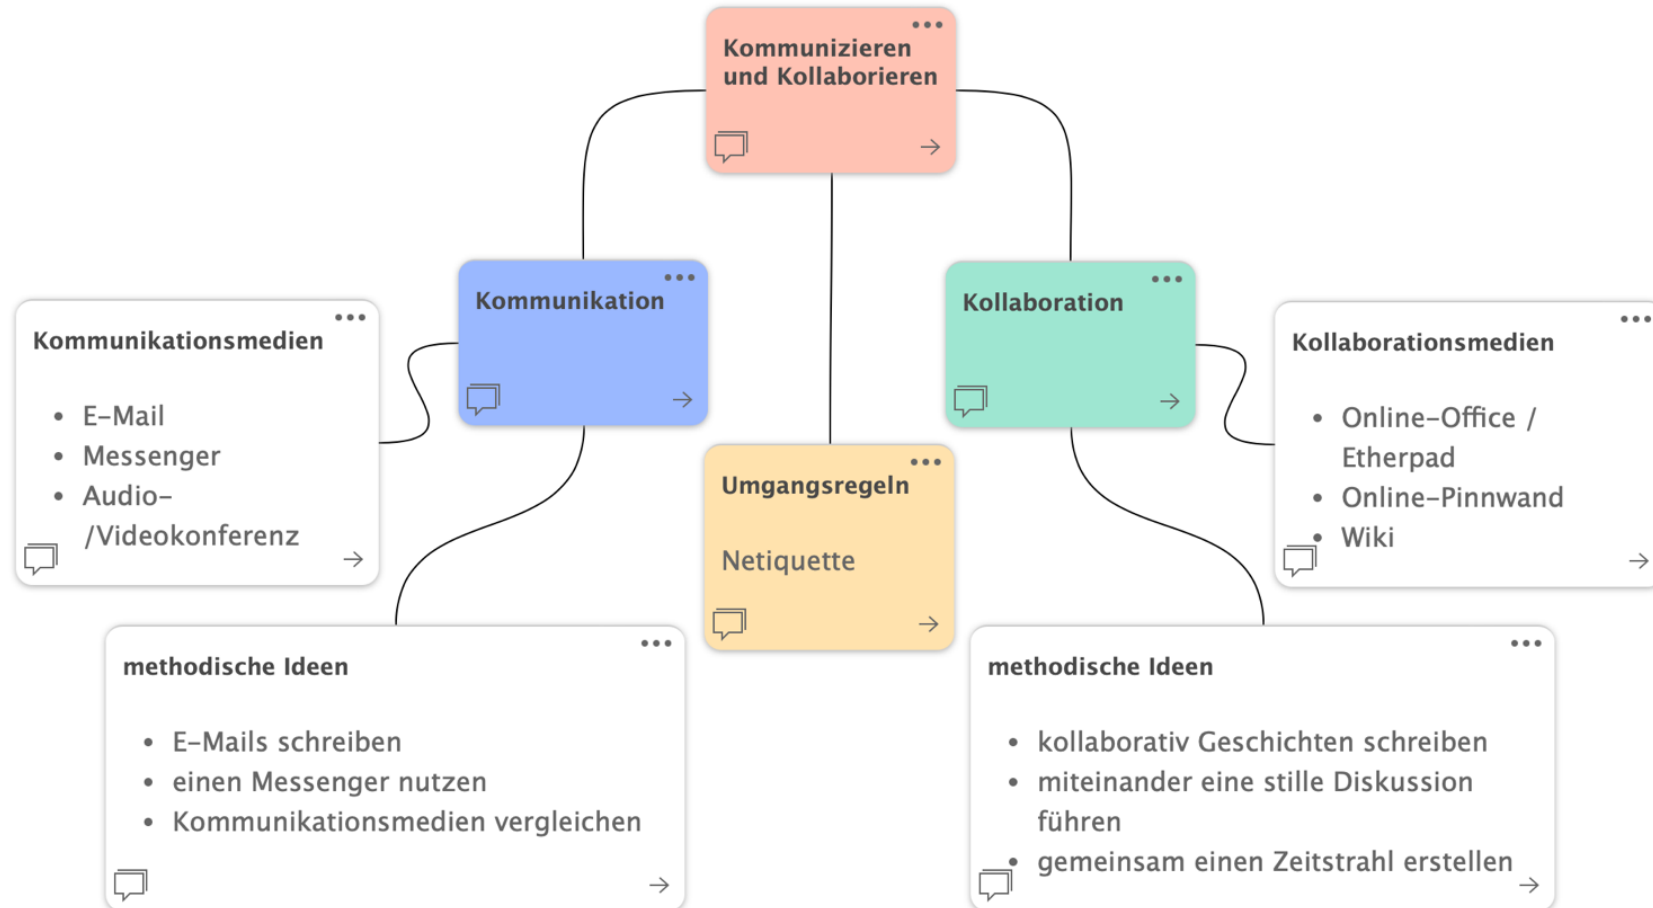 Kommunizieren
und Kollaborieren
Kommunikation
Kollaboration
Kommunikationsmedien
• E-Mail
• Messenger
• Audio-
/Videokonferenz
Umgangsregeln
Netiquette
Kollaborationsmedien
• Online-Office /
Etherpad
• Online-Pinnwand
• Wiki
methodische Ideen
• E-Mails schreiben
• einen Messenger nutzen
• Kommunikationsmedien vergleichen
methodische Ideen
• kollaborativ Geschichten schreiben
• miteinander eine stille Diskussion
führen
• gemeinsam einen Zeitstrahl erstellen